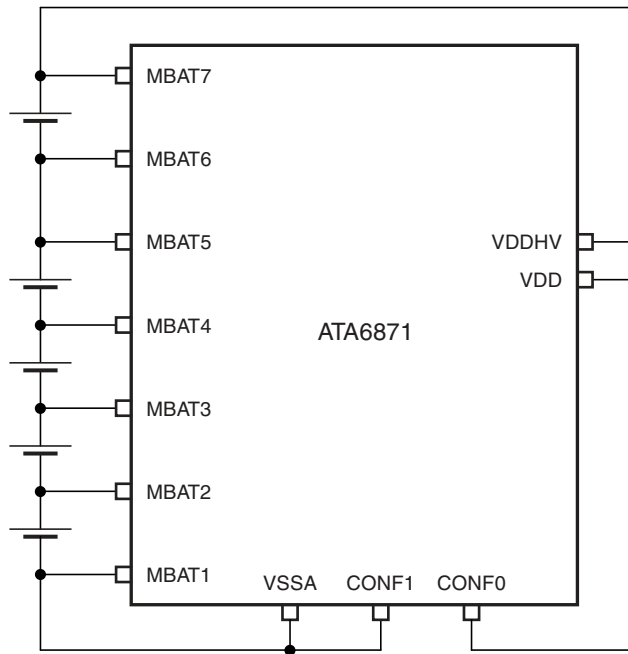 MBAT7
MBAT6
MBAT5
VDDHV
VDD
MBAT4
ATA6871
MBAT3
MBAT2
MBAT1
VSSA CONF1 CONF0